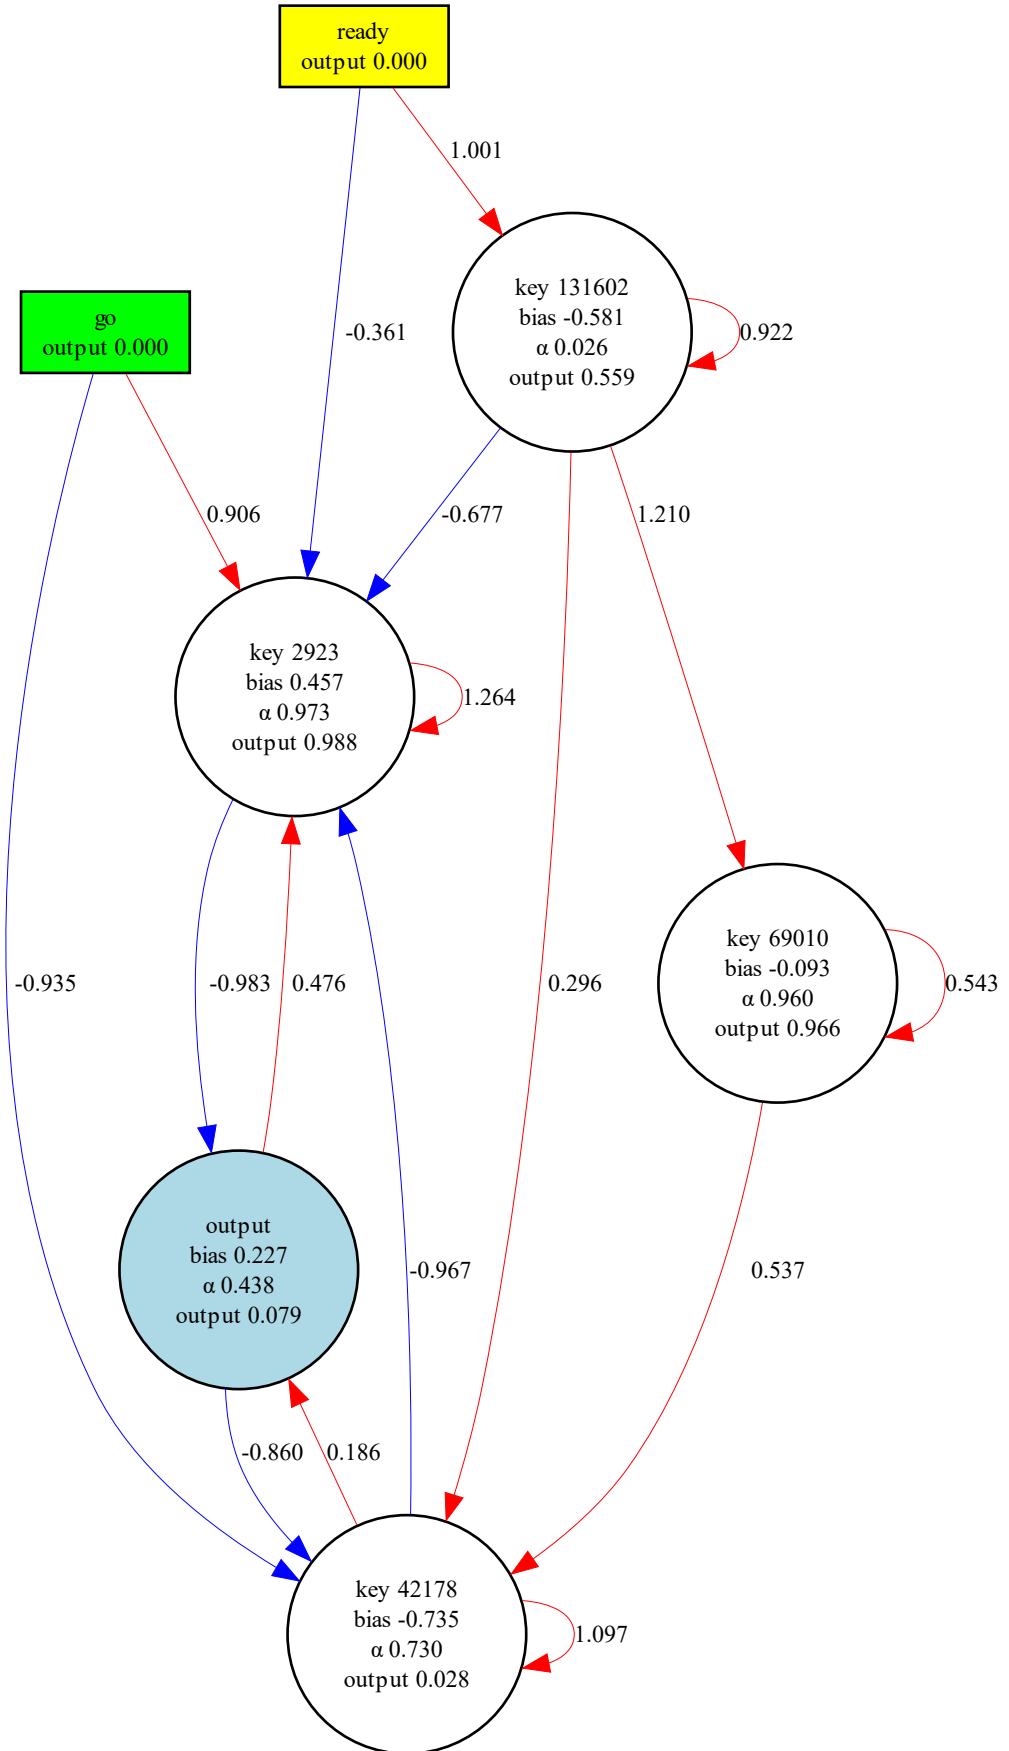 ready
output 0.000
1.001
key 131602
bias -0.581
α 0.026
output 0.559
0.922
go
output 0.000
-0.361
0.906
-0.677
1.210
key 2923
bias 0.457
α 0.973
output 0.988
1.264
key 69010
bias -0.093
α 0.960
output 0.966
0.543
-0.935
-0.983
0.476
0.296
output
bias 0.227
α 0.438
output 0.079
-0.967
0.537
-0.860
0.186
key 42178
bias -0.735
α 0.730
output 0.028
1.097